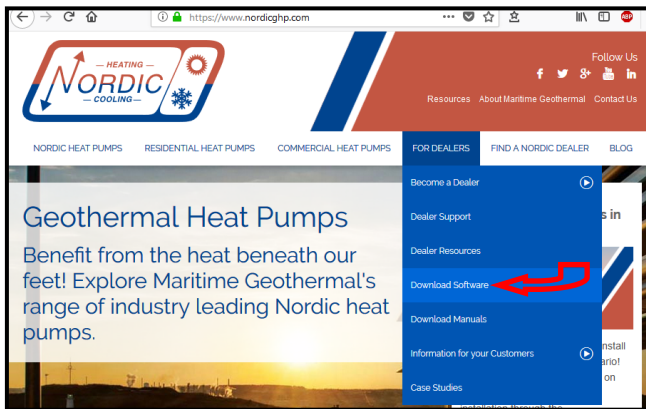 https://www.nordicghp.com
ABP
HEATING
NORDIC
COOLING
Follow Us
Resources About Maritime Geothermal Contact Us
NORDIC HEAT PUMPS RESIDENTIAL HEAT PUMPS COMMERCIAL HEAT PUMPS FOR DEALERS FIND A NORDIC DEALER BLOG
Become a Dealer
Dealer Support
Dealer Resources
Download Software
Download Manuals
Information for your Customers
Case Studies
Geothermal Heat Pumps
Benefit from the heat beneath our
feet! Explore Maritime Geothermal's
range of industry leading Nordic heat
pumps.
s in
on